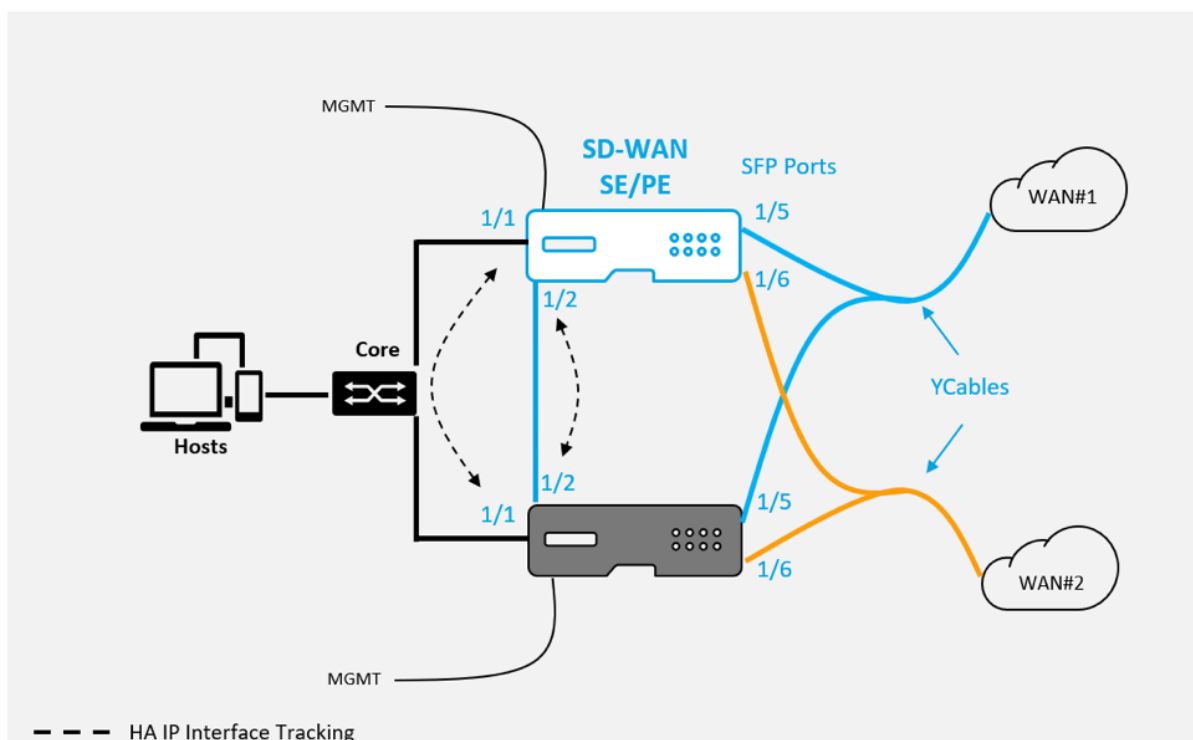 MGMT
SD-WAN
SE/PE
SFP Ports
WAN#1
1/1
1/5
1/6
1/2
Core
YCables
Hosts
1/2
1/1
1/5
1/6
WAN#2
MGMT
HA IP Interface Tracking